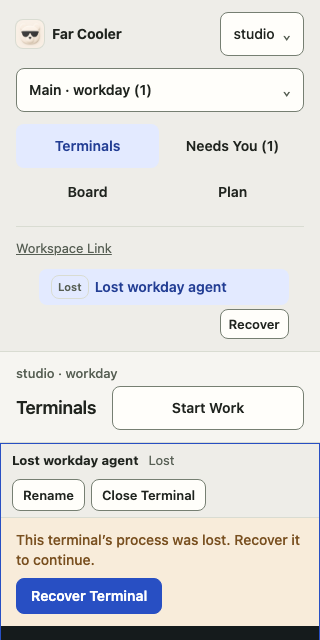 Far Cooler
studio
Main · workday (1)
Terminals
Needs You (1)
Board
Plan
Workspace Link
Lost
Lost workday agent
Recover
studio · workday
Terminals
Start Work
Lost workday agent Lost
Rename
Close Terminal
This terminal’s process was lost. Recover it
to continue.
Recover Terminal